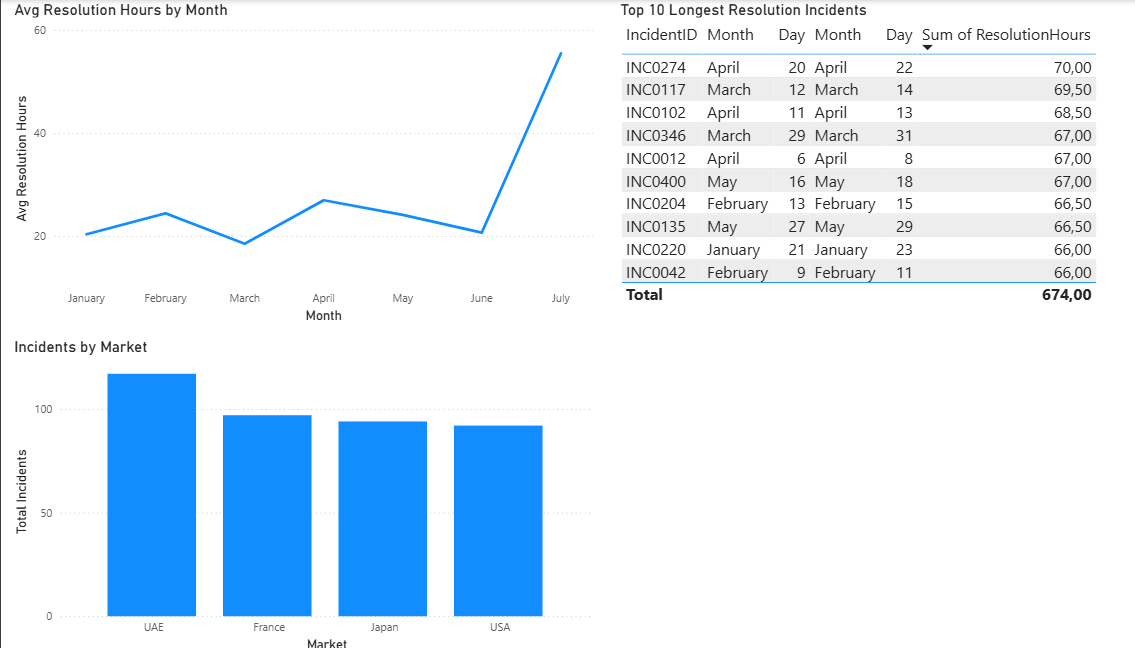 Avg Resolution Hours by Month
60
40
20
Avg Resolution Hours
January February March April May June July
Month
Top 10 Longest Resolution Incidents
IncidentID Month Day Month Day Sum of ResolutionHours
INC0274 April 20 April 22 70,00
INC0117 March 12 March 14 69,50
INC0102 April 11 April 13 68,50
INC0346 March 29 March 31 67,00
INC0012 April 6 April 8 67,00
INC0400 May 16 May 18 67,00
INC0204 February 13 February 15 66,50
INC0135 May 27 May 29 66,50
INC0220 January 21 January 23 66,00
INC0042 February 9 February 11 66,00
Total 674,00
Incidents by Market
100
50
0
Total Incidents
UAE France Japan USA
Market